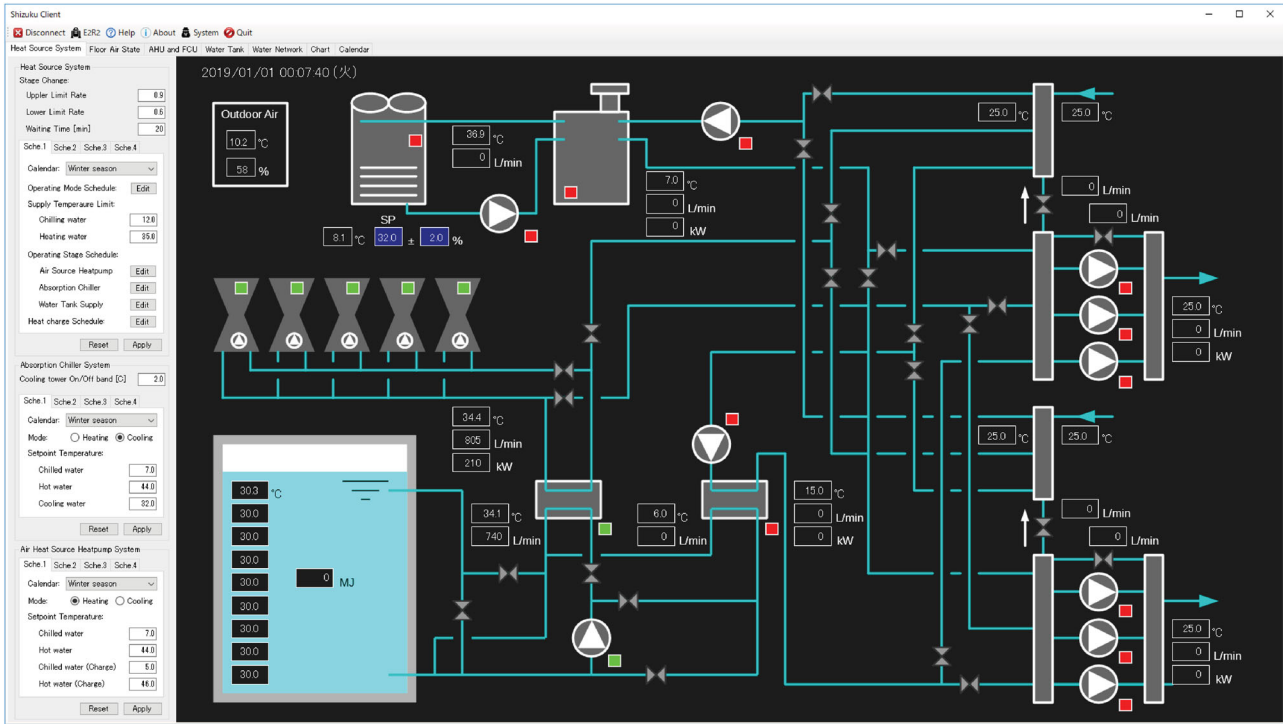 Shizuku Client
Disconnect E2R2 Help About System Quit
Heat Source System Floor Air State AHU and FCU Water Tank Water Network Chart Calendar
Heat Source System
Stage Change:
Uppler Limit Rate 0.9
Lower Limit Rate 0.5
Waiting Time [min] 20
Sche.1 Sche.2 Sche.3 Sche.4
Calendar: Winter season
Operating Mode Schedule: Edit
Supply Temperaure Limit:
Chilling water 12.0
Heating water 35.0
Operating Stage Schedule:
Air Source Heatpump Edit
Absorption Chiller Edit
Water Tank Supply Edit
Heat charge Schedule: Edit
Reset Apply
Absorption Chiller System
Cooling tower On/Off band [C] 2.0
Sche.1 Sche.2 Sche.3 Sche.4
Calendar: Winter season
Mode: Heating Cooling
Setpoint Temperature:
Chilled water 7.0
Hot water 44.0
Cooling water 32.0
Reset Apply
Air Heat Source Heatpump System
Sche.1 Sche.2 Sche.3 Sche.4
Calendar: Winter season
Mode: Heating Cooling
Setpoint Temperature:
Chilled water 7.0
Hot water 44.0
Chilled water (Charge) 5.0
Hot water (Charge) 46.0
Reset Apply
2019/01/01 00:07:40 (火)
Outdoor Air
10.2 ℃
58 %
36.9 ℃
0 L/min
SP
8.1 ℃ 32.0 ± 2.0 %
7.0 ℃
0 L/min
0 kW
25.0 ℃ 25.0 ℃
0 L/min
0 L/min
25.0 ℃
0 L/min
0 kW
34.4 ℃
805 L/min
210 kW
34.1 ℃
740 L/min
6.0 ℃
0 L/min
15.0 ℃
0 L/min
0 kW
25.0 ℃ 25.0 ℃
0 L/min
0 L/min
25.0 ℃
0 L/min
0 kW
30.3 ℃
30.0
30.0
30.0
30.0
30.0
30.0
30.0
30.0
0 MJ